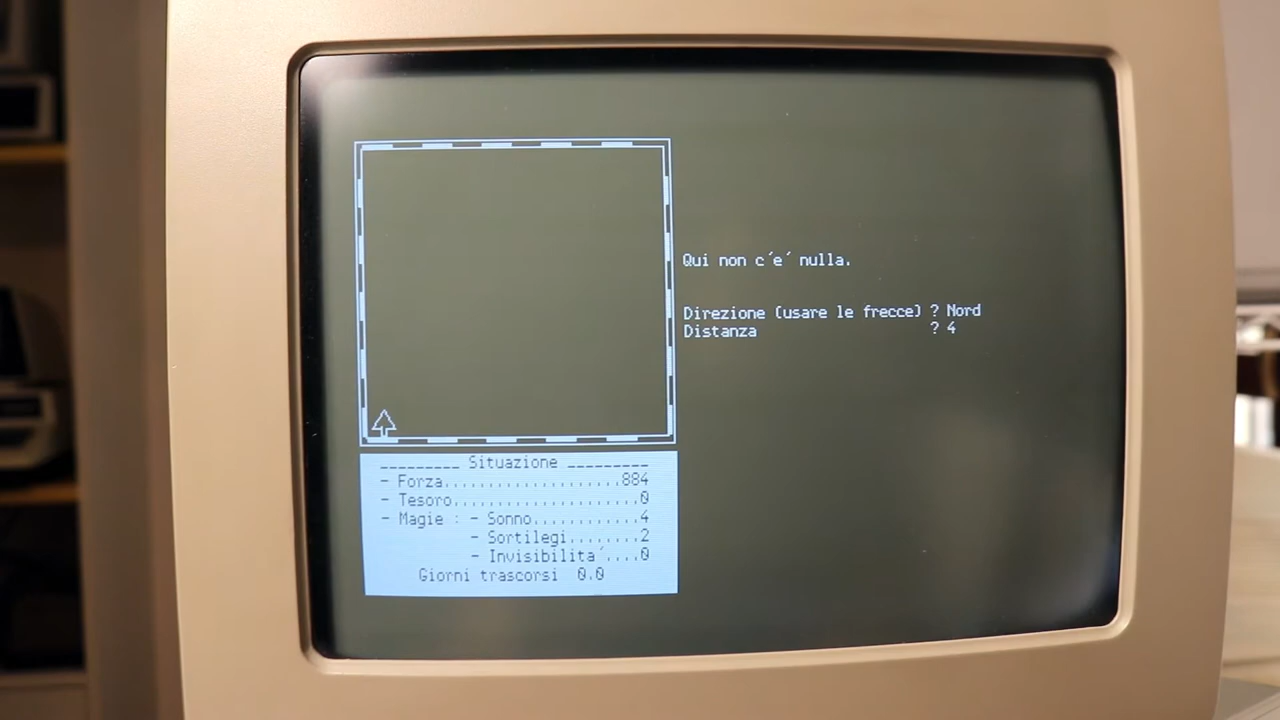 Qui non c´e´ nulla.
Direzione (usare le frecce) ? Nord
Distanza ? 4
_________ Situazione _________
- Forza....................884
- Tesoro.....................0
- Magie : - Sonno............4
- Sortilegi........2
- Invisibilita´....0
Giorni trascorsi 0.0